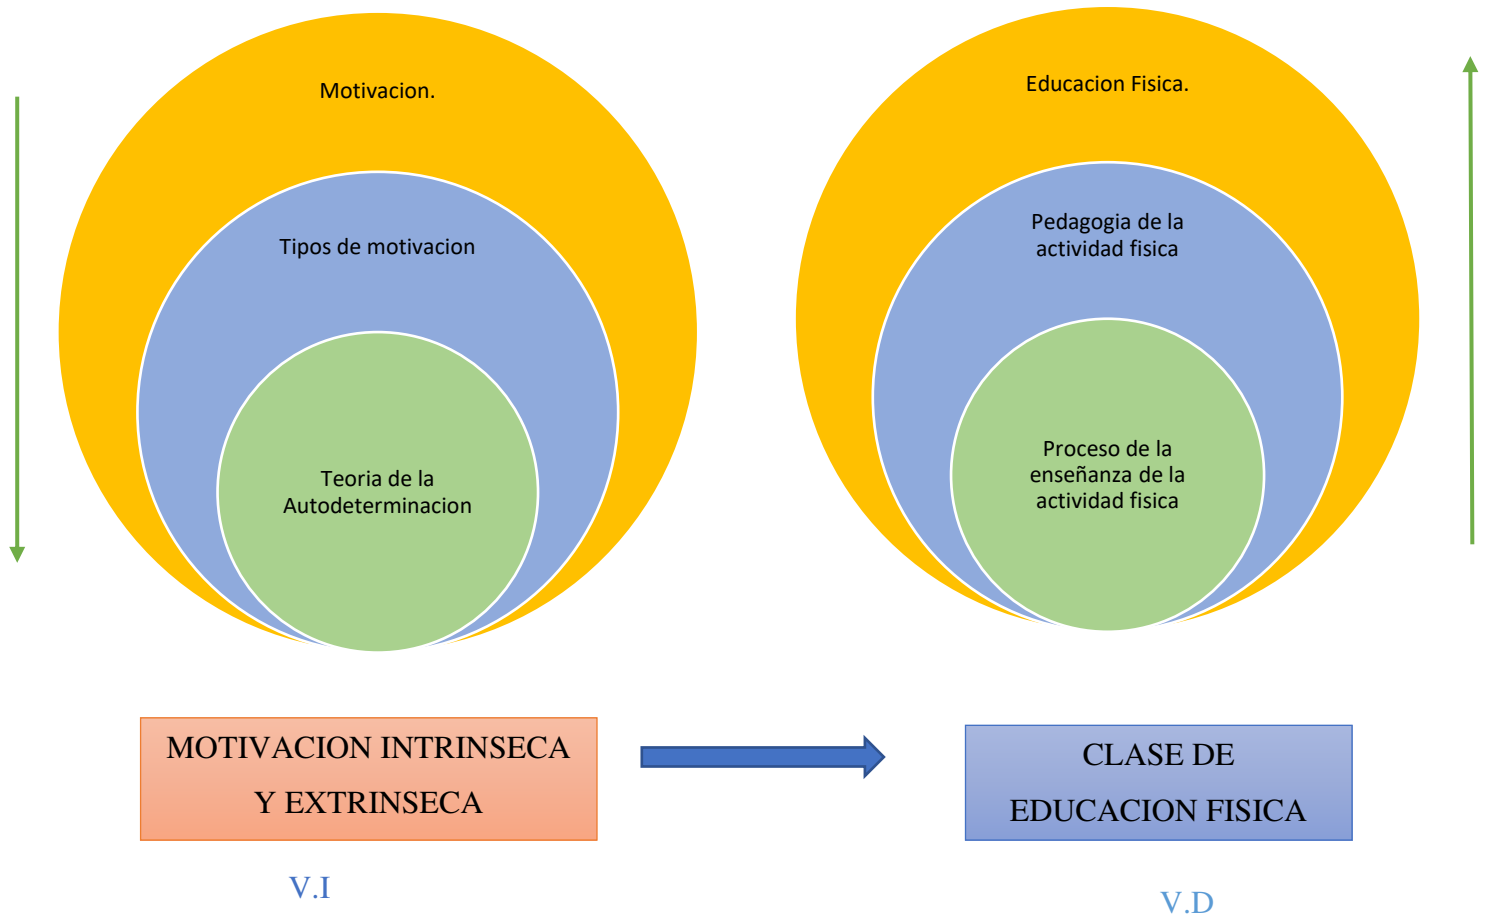 Motivacion.
Tipos de motivacion
Teoria de la
Autodeterminacion
Educacion Fisica.
Pedagogia de la
actividad fisica
Proceso de la
enseñanza de la
actividad fisica
MOTIVACION INTRINSECA
Y EXTRINSECA
CLASE DE
EDUCACION FISICA
V.I
V.D